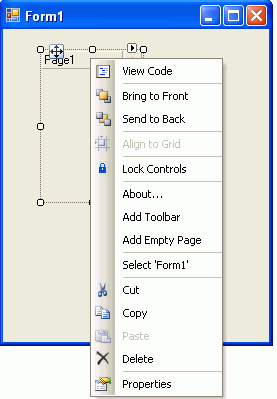 Form1
Page1
View Code
Bring to Front
Send to Back
Align to Grid
Lock Controls
About...
Add Toolbar
Add Empty Page
Select 'Form1'
Cut
Copy
Paste
Delete
Properties